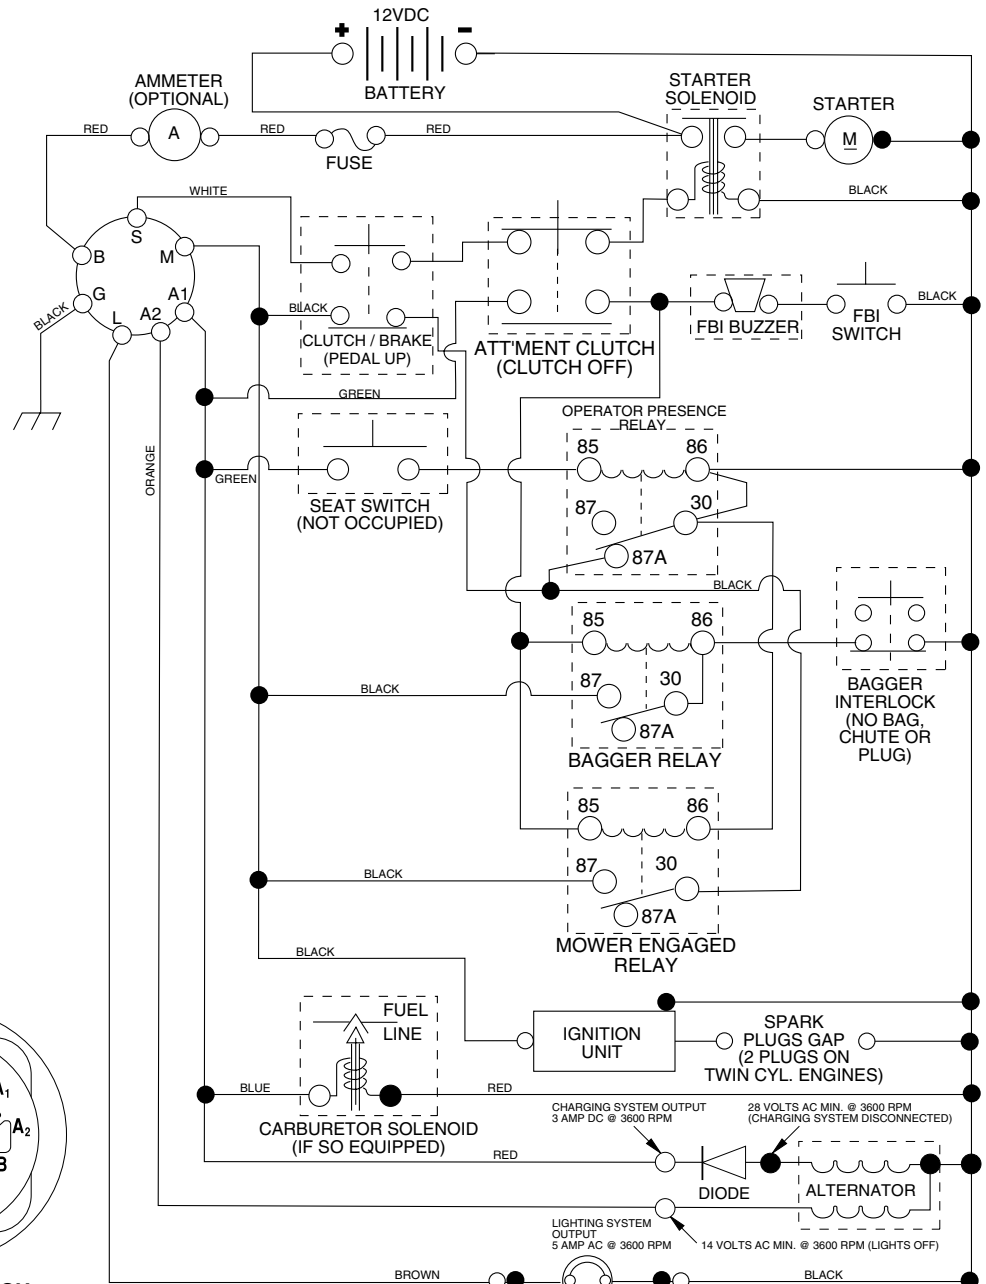 12VDC
+
-
BATTERY
AMMETER
(OPTIONAL)
STARTER
SOLENOID
STARTER
RED
A
RED
FUSE
RED
M
WHITE
BLACK
S
B
M
G
A1
L
A2
BLACK
BLACK
CLUTCH / BRAKE
(PEDAL UP)
ATT'MENT CLUTCH
(CLUTCH OFF)
FBI BUZZER
FBI
SWITCH
BLACK
GREEN
OPERATOR PRESENCE
RELAY
85
86
ORANGE
GREEN
SEAT SWITCH
(NOT OCCUPIED)
87
30
87A
BLACK
85
86
87
30
87A
BLACK
BAGGER RELAY
BAGGER
INTERLOCK
(NO BAG,
CHUTE OR
PLUG)
85
86
87
30
87A
BLACK
MOWER ENGAGED
RELAY
BLACK
FUEL
LINE
IGNITION
UNIT
SPARK
PLUGS GAP
(2 PLUGS ON
TWIN CYL. ENGINES)
BLUE
RED
CARBURETOR SOLENOID
(IF SO EQUIPPED)
CHARGING SYSTEM OUTPUT
3 AMP DC @ 3600 RPM
28 VOLTS AC MIN. @ 3600 RPM
(CHARGING SYSTEM DISCONNECTED)
A2
B
RED
DIODE
ALTERNATOR
LIGHTING SYSTEM
OUTPUT
5 AMP AC @ 3600 RPM
14 VOLTS AC MIN. @ 3600 RPM (LIGHTS OFF)
BROWN
BLACK